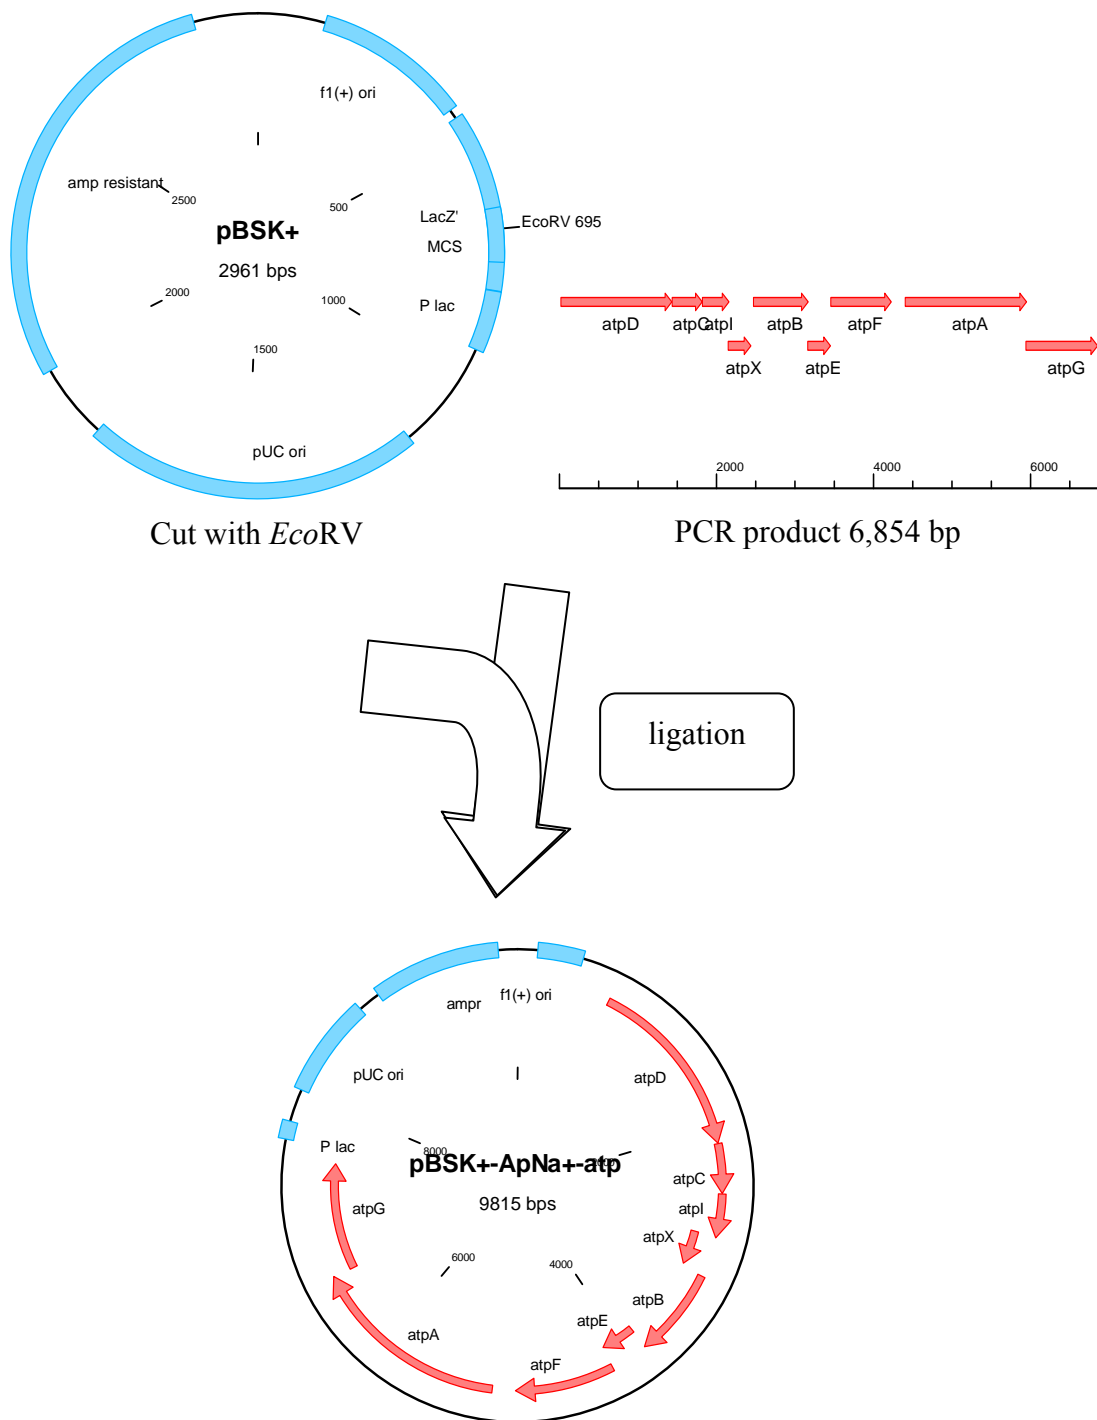 f1(+) ori
amp resistant
2500
500
pBSK+
2961 bps
LacZ'
EcoRV 695
MCS
2000
1000
P lac
1500
pUC ori
atpD
atpC
atpI
atpB
atpF
atpA
atpX
atpE
atpG
2000
4000
6000
Cut with EcoRV
PCR product 6,854 bp
ligation
ampr
f1(+) ori
pUC ori
atpD
P lac
8000
2000
pBSK+-ApNa+-atp
9815 bps
atpC
atpI
atpG
atpX
6000
4000
atpB
atpE
atpA
atpF